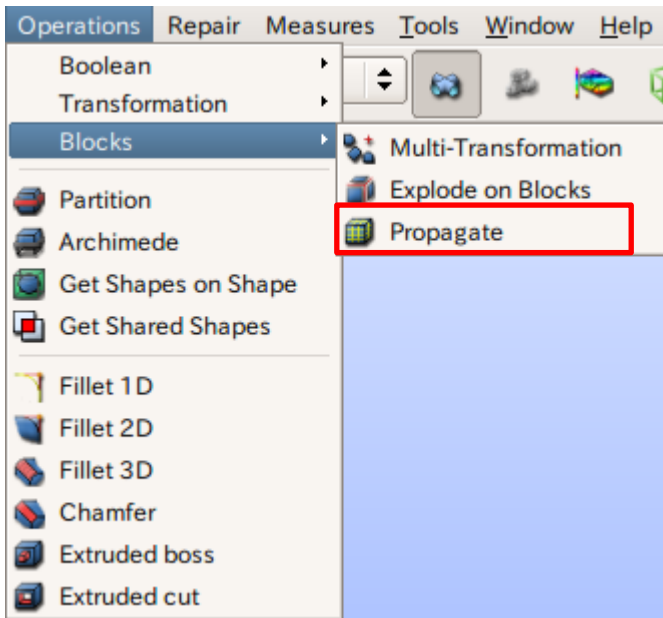 Operations Repair Measures Tools Window Help
Boolean
Transformation
Blocks
Multi-Transformation
Explode on Blocks
Propagate
Partition
Archimede
Get Shapes on Shape
Get Shared Shapes
Fillet 1D
Fillet 2D
Fillet 3D
Chamfer
Extruded boss
Extruded cut